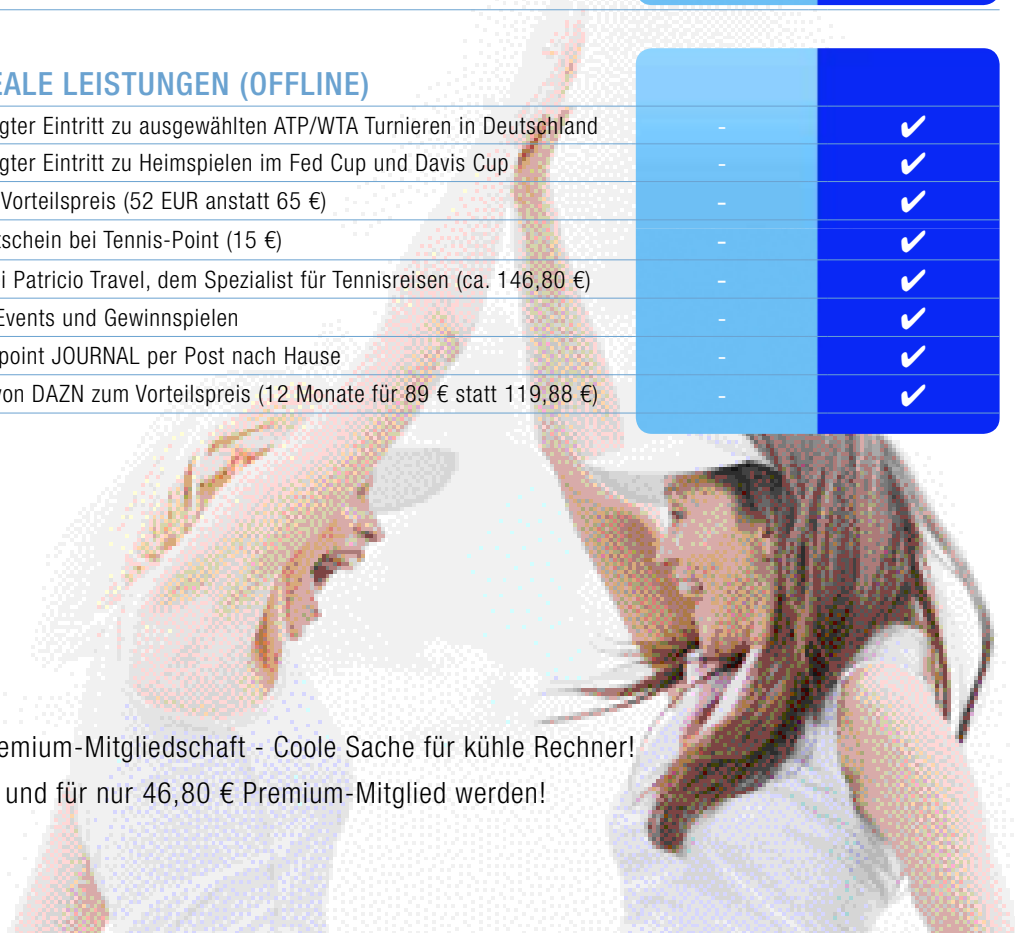 EALE LEISTUNGEN (OFFLINE)
gter Eintritt zu ausgewählten ATP/WTA Turnieren in Deutschland - ✔
gter Eintritt zu Heimspielen im Fed Cup und Davis Cup - ✔
Vorteilspreis (52 EUR anstatt 65 €) - ✔
tschein bei Tennis-Point (15 €) - ✔
i Patricio Travel, dem Spezialist für Tennisreisen (ca. 146,80 €) - ✔
Events und Gewinnspielen - ✔
point JOURNAL per Post nach Hause - ✔
von DAZN zum Vorteilspreis (12 Monate für 89 € statt 119,88 €) - ✔
emium-Mitgliedschaft - Coole Sache für kühle Rechner!
und für nur 46,80 € Premium-Mitglied werden!